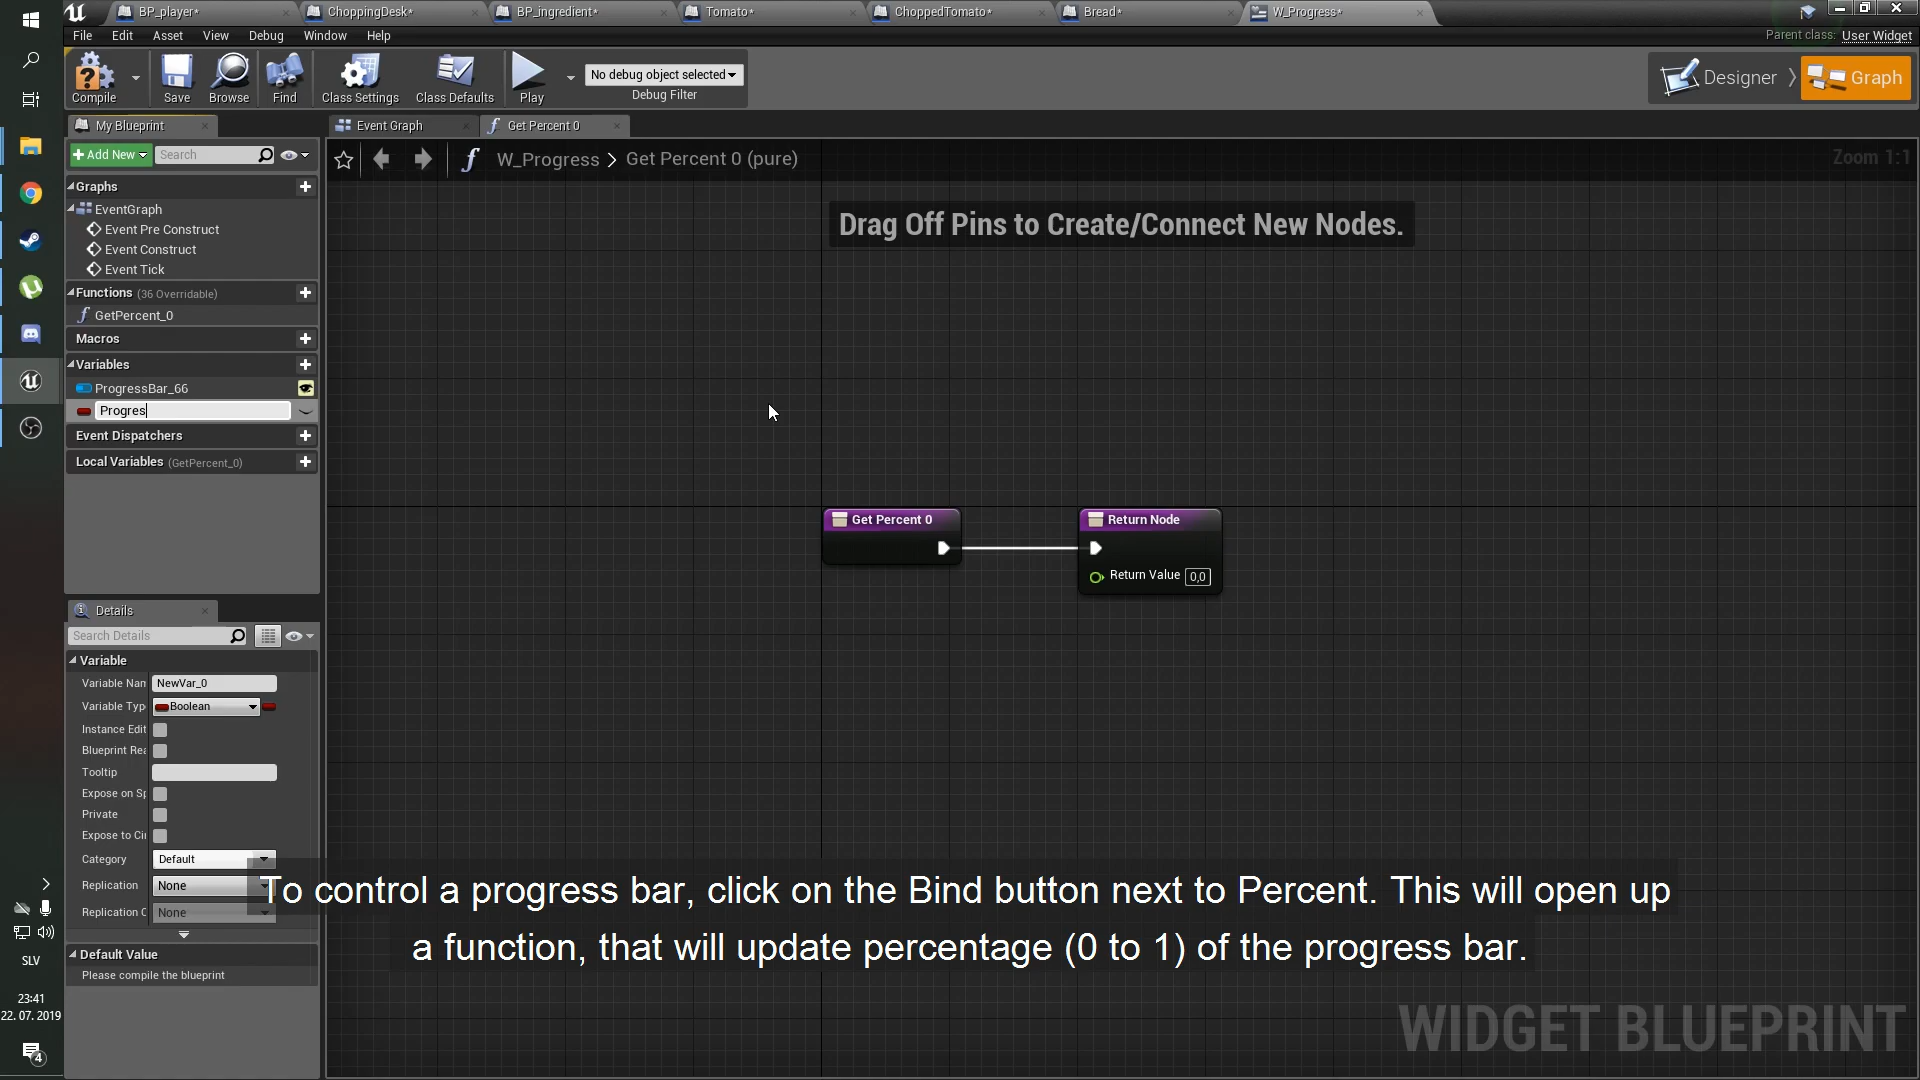 BP_player*
ChoppingDesk*
BP_ingredient*
Tomato*
ChoppedTomato*
Bread*
W_Progress*
File Edit Asset View Debug Window Help
Parent class: User Widget
Compile
Save
Browse
Find
Class Settings
Class Defaults
Play
No debug object selected
Debug Filter
Designer
Graph
My Blueprint
Event Graph
Get Percent 0
Add New
Search
W_Progress > Get Percent 0 (pure)
Zoom 1:1
Graphs
EventGraph
Event Pre Construct
Event Construct
Event Tick
Functions (36 Overridable)
GetPercent_0
Macros
Variables
ProgressBar_66
Progres
Event Dispatchers
Local Variables (GetPercent_0)
Drag Off Pins to Create/Connect New Nodes.
Get Percent 0
Return Node
Return Value 0,0
Details
Search Details
Variable
Variable Nam NewVar_0
Variable Typ Boolean
Instance Edit
Blueprint Rea
Tooltip
Expose on Sp
Private
Expose to Cin
Category Default
Replication None
Replication C None
Default Value
Please compile the blueprint
To control a progress bar, click on the Bind button next to Percent. This will open up
a function, that will update percentage (0 to 1) of the progress bar.
WIDGET BLUEPRINT
SLV
23:41
22. 07. 2019
4